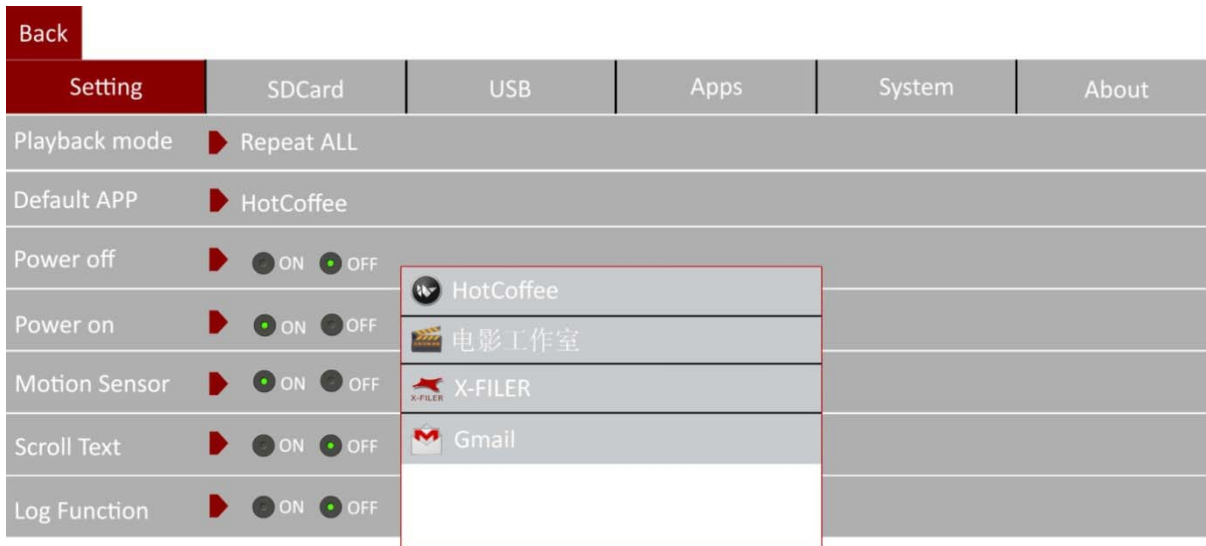 Back
Setting SDCard USB Apps System About
Playback mode Repeat ALL
Default APP HotCoffee
Power off ON OFF
HotCoffee
Power on ON OFF
电影工作室
Motion Sensor ON OFF
X-FILER X-FILER
Scroll Text ON OFF
Gmail
Log Function ON OFF